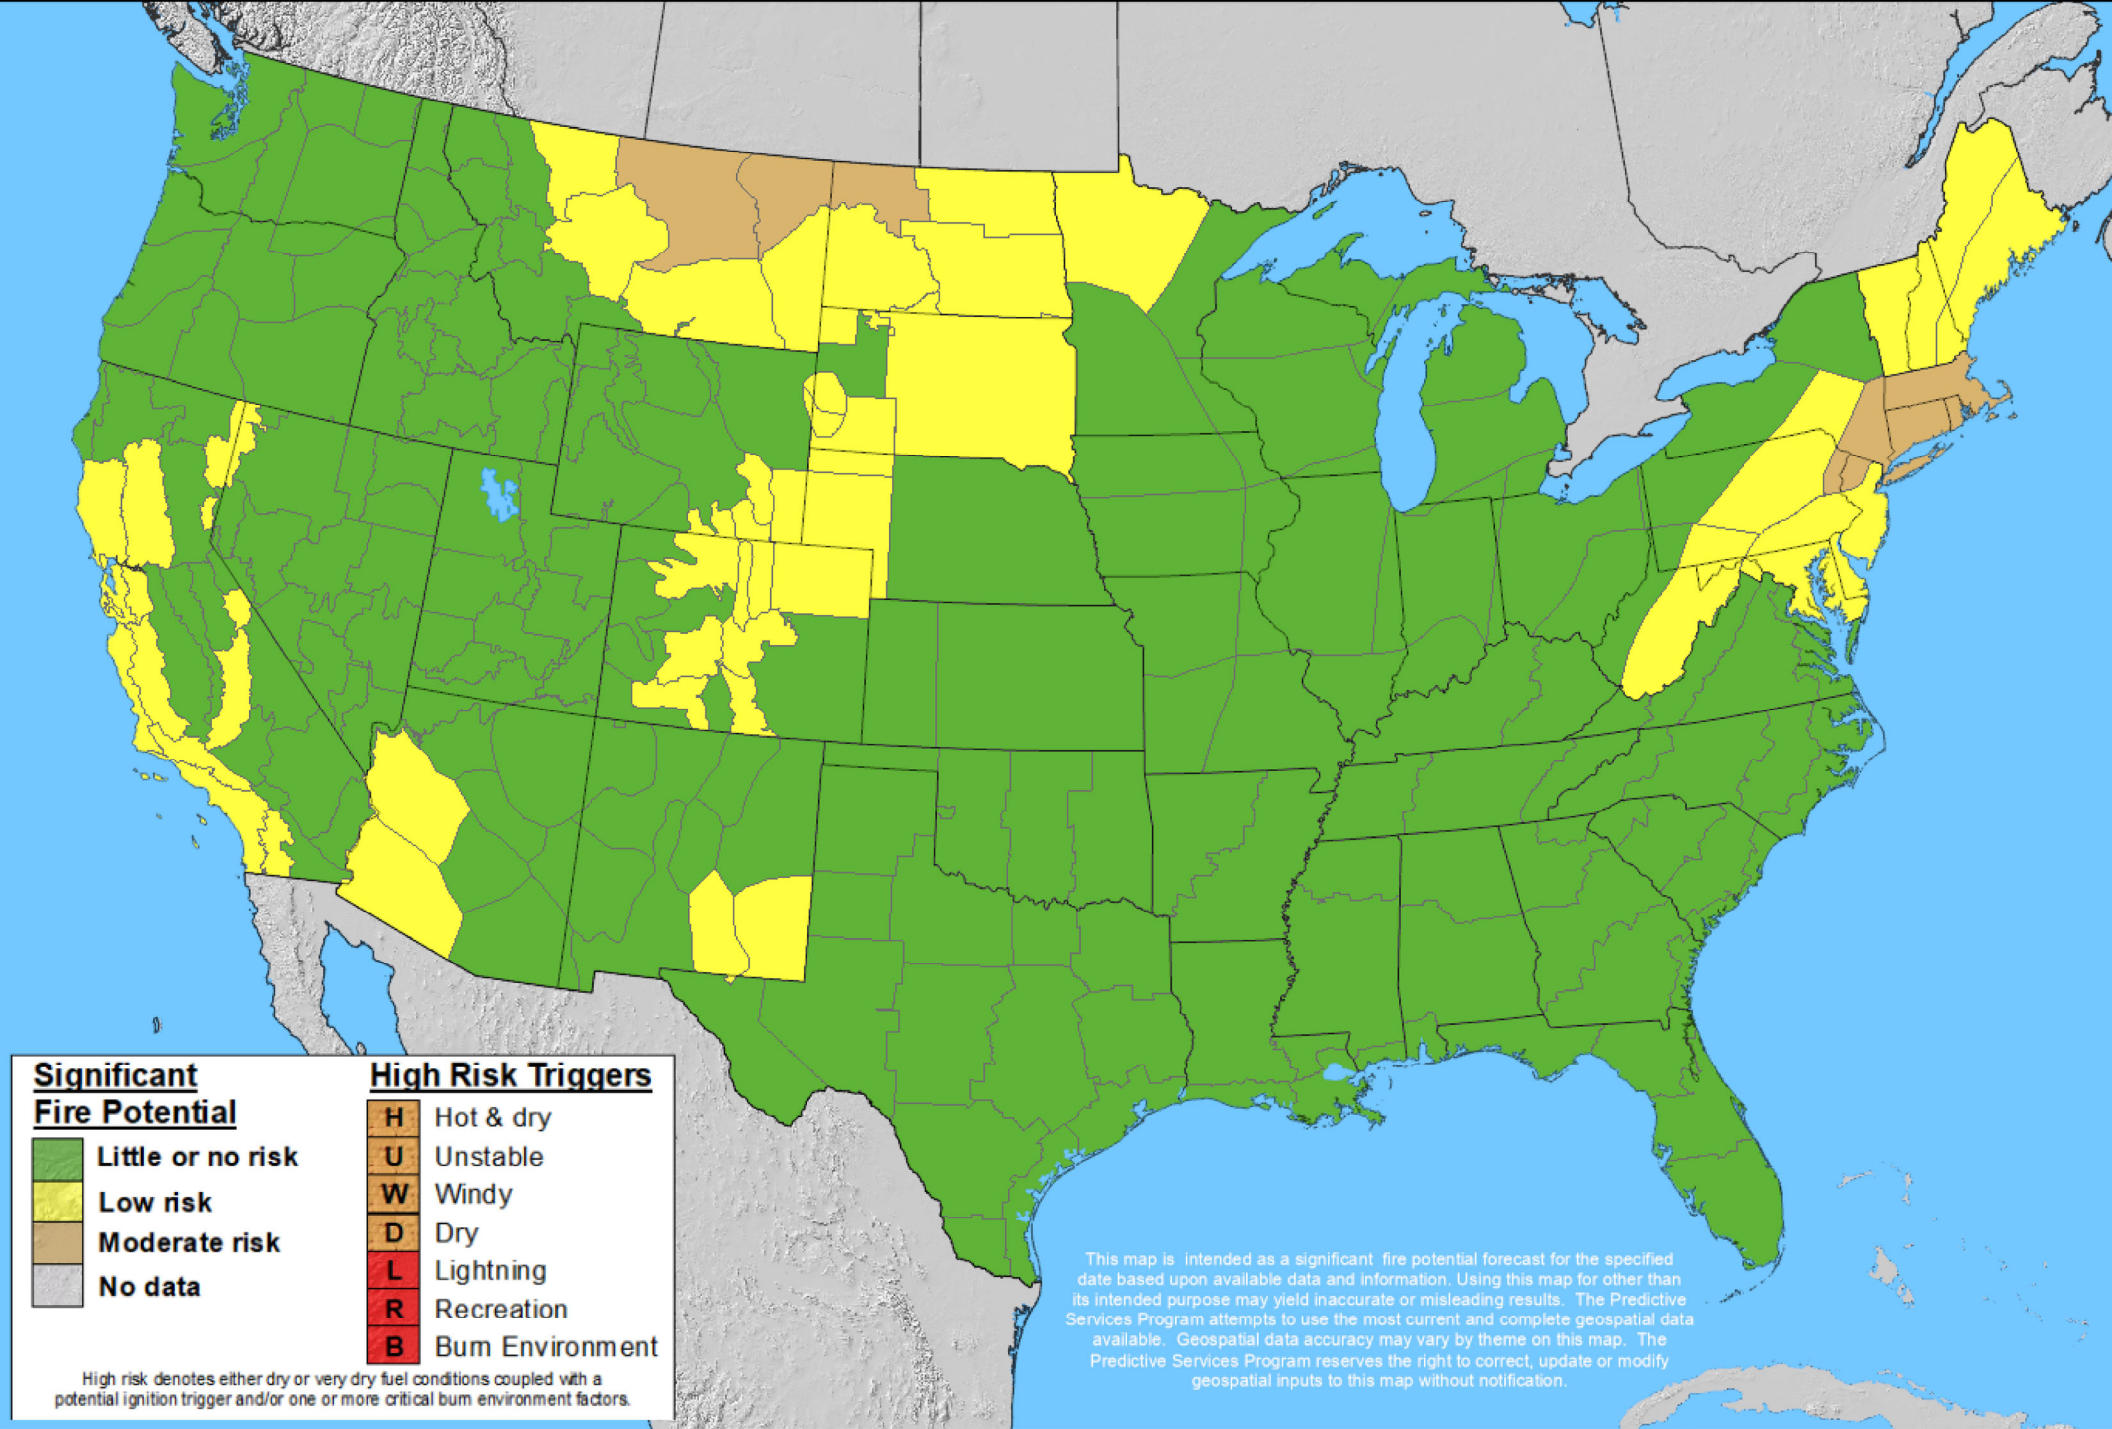 Significant
Fire Potential
Little or no risk
Low risk
Moderate risk
No data
High Risk Triggers
H Hot & dry
U Unstable
W Windy
D Dry
L Lightning
R Recreation
B Burn Environment
High risk denotes either dry or very dry fuel conditions coupled with a
potential ignition trigger and/or one or more critical burn environment factors.
This map is intended as a significant fire potential forecast for the specified
date based upon available data and information. Using this map for other than
its intended purpose may yield inaccurate or misleading results. The Predictive
Services Program attempts to use the most current and complete geospatial data
available. Geospatial data accuracy may vary by theme on this map. The
Predictive Services Program reserves the right to correct, update or modify
geospatial inputs to this map without notification.